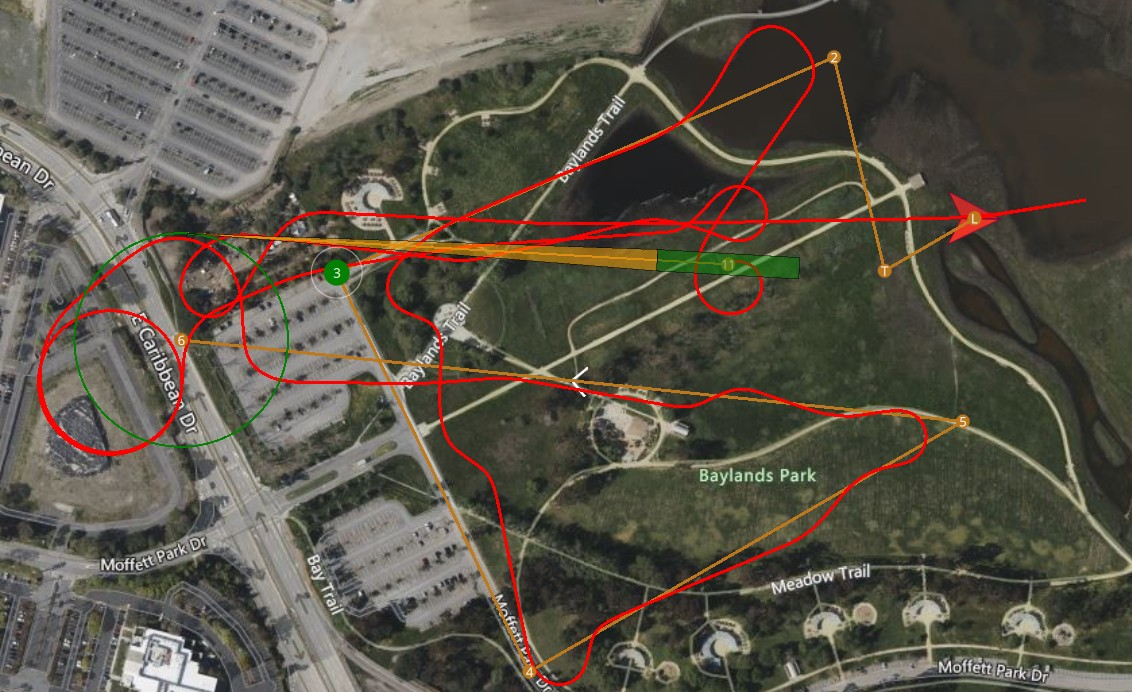 2
bean Dr
Baylands Trail
L
3
11
T
E Caribbean Dr
6
Baylands Trail
5
Baylands Park
Moffett Park Dr
Bay Trail
Meadow Trail
Moffett Park Dr
4
Moffett Park Dr